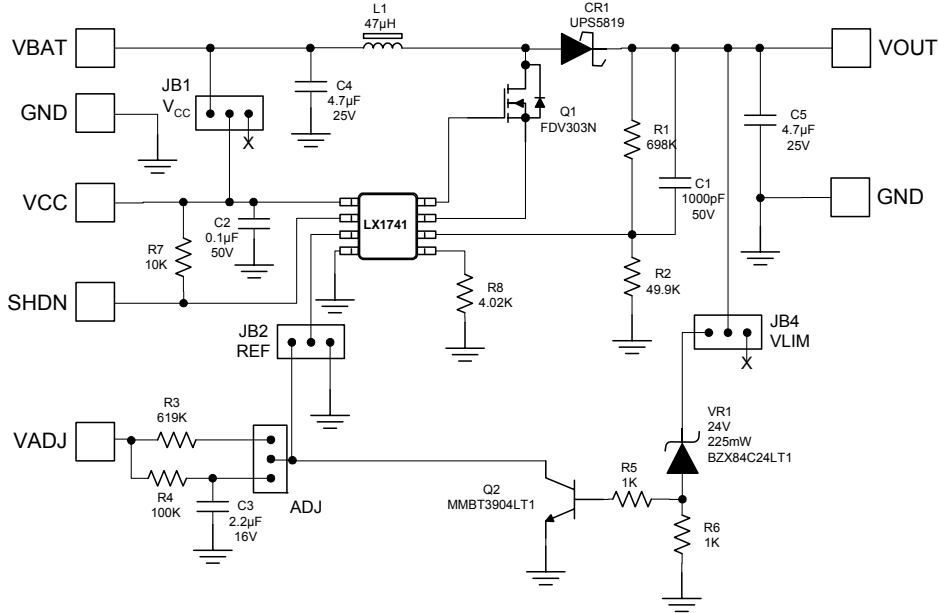 L1
47µH
CR1
UPS5819
VBAT
VOUT
JB1
VCC
C4
4.7µF
25V
Q1
FDV303N
R1
698K
C5
4.7µF
25V
GND
C1
1000pF
50V
VCC
GND
LX1741
C2
0.1µF
50V
R7
10K
R2
49.9K
R8
4.02K
SHDN
JB2
REF
JB4
VLIM
X
X
R3
619K
VADJ
VR1
24V
225mW
BZX84C24LT1
R4
100K
C3
2.2µF
16V
ADJ
Q2
MMBT3904LT1
R5
1K
R6
1K